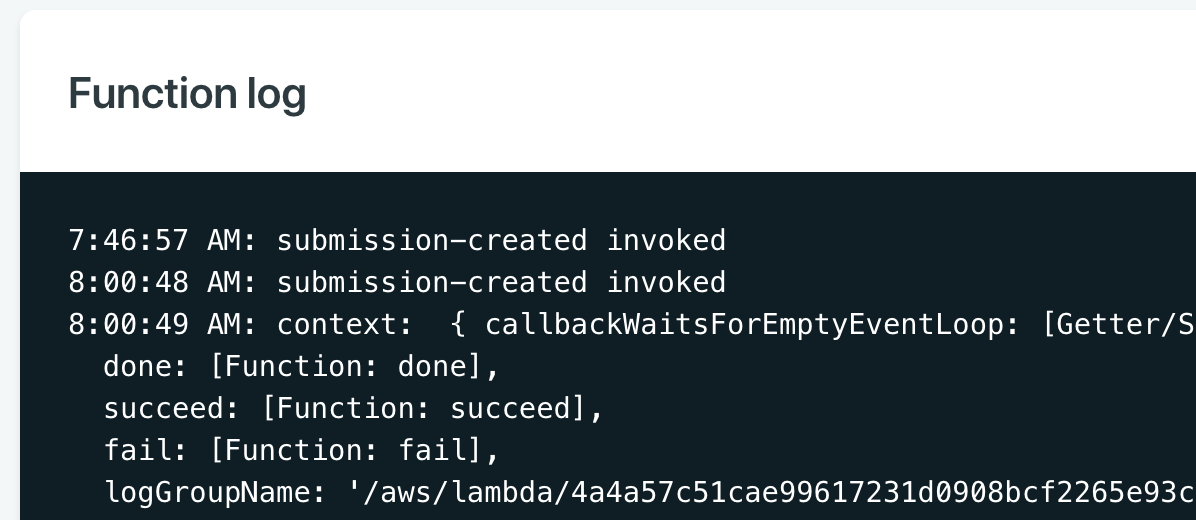 Function log
7:46:57 AM: submission-created invoked
8:00:48 AM: submission-created invoked
8:00:49 AM: context:  { callbackWaitsForEmptyEventLoop: [Getter/S
  done: [Function: done],
  succeed: [Function: succeed],
  fail: [Function: fail],
  logGroupName: '/aws/lambda/4a4a57c51cae99617231d0908bcf2265e93c